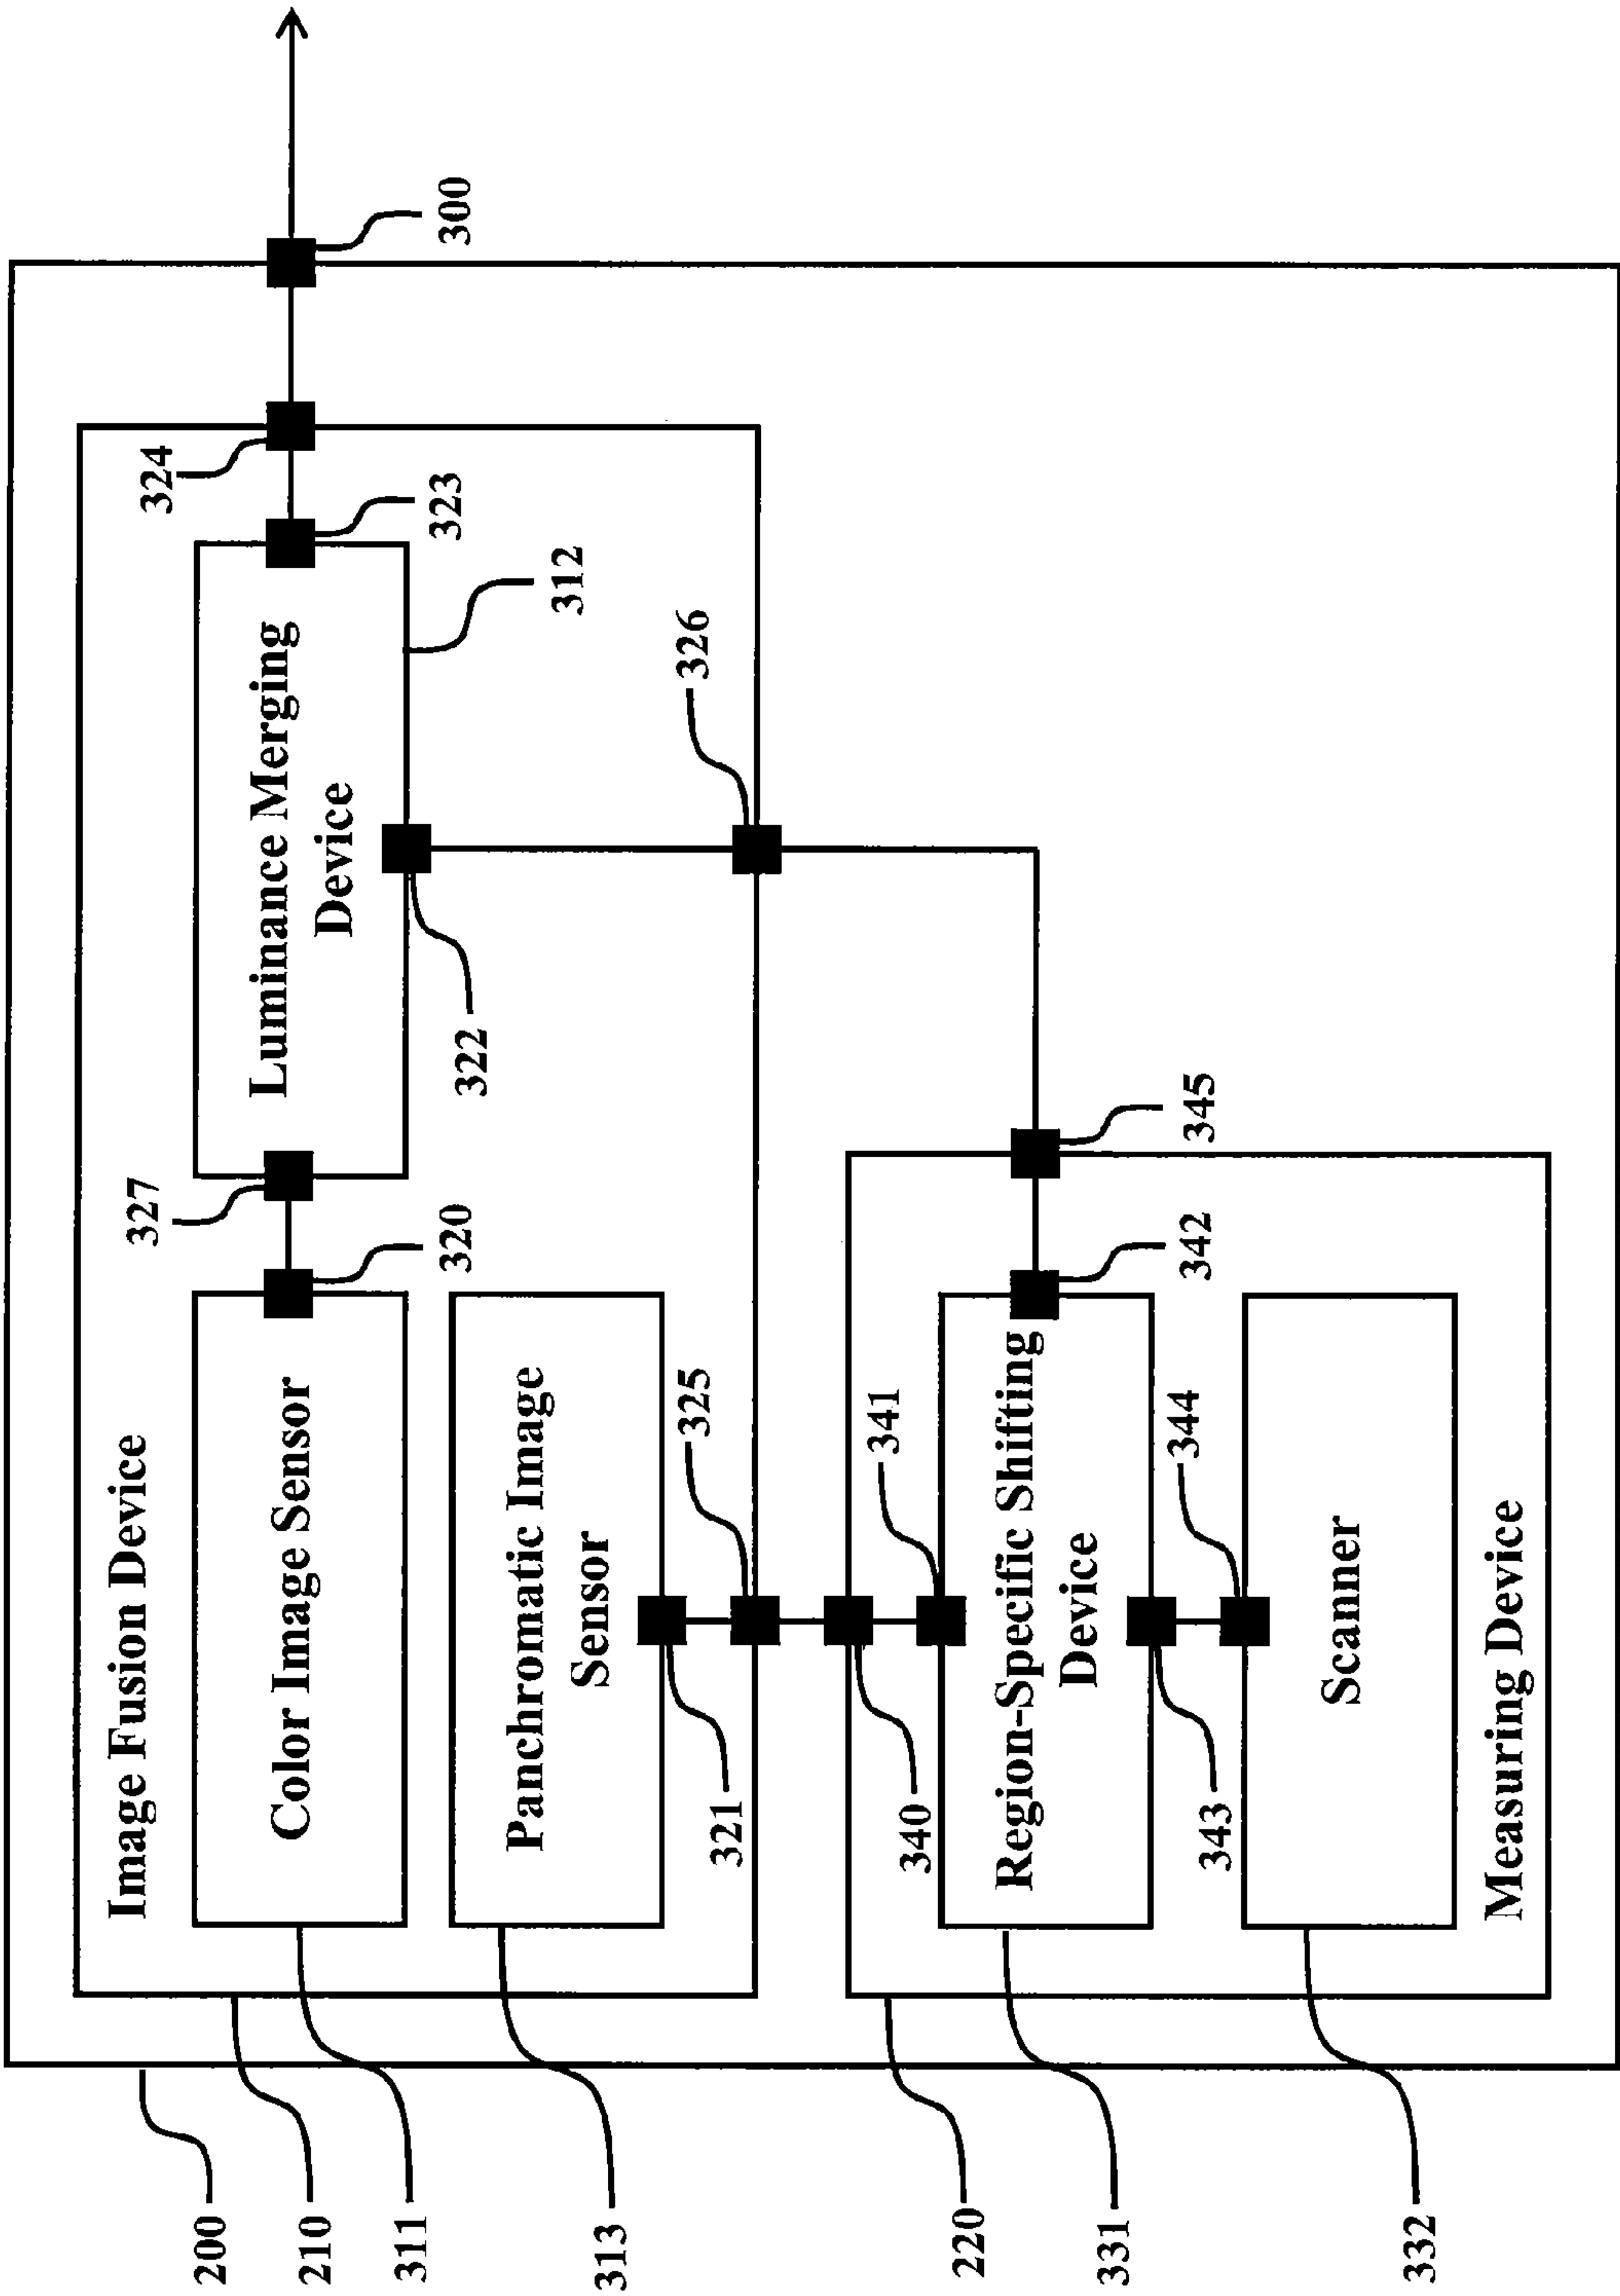 Image Fusion Device
Color Image Sensor
Luminance Merging
Device
Panchromatic Image
Sensor
Region-Specific Shifting
Device
Scanner
Measuring Device
200
210
311
313
220
331
332
327
320
324
323
300
312
322
326
321
325
340
341
345
342
343
344